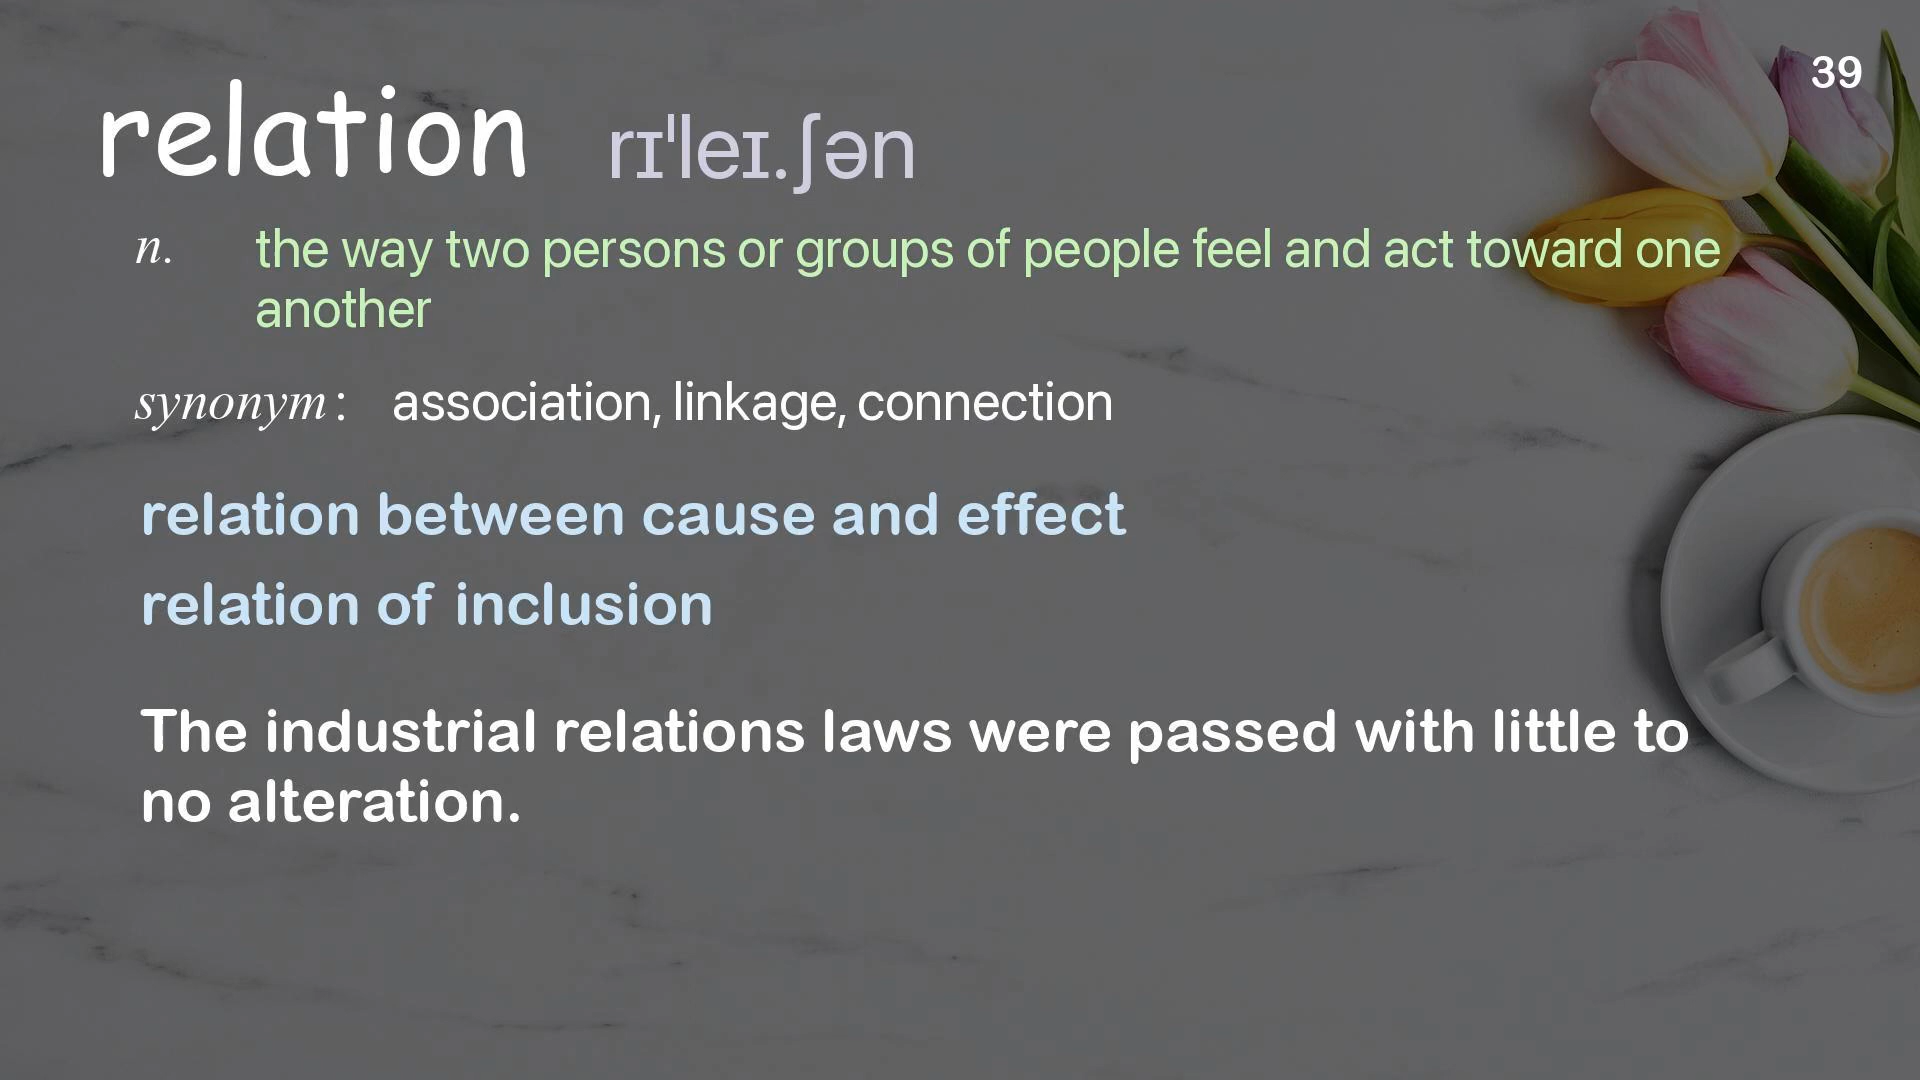 39
relation rɪˈleɪ.ʃən
n. the way two persons or groups of people feel and act toward one
another
synonym: association, linkage, connection
relation between cause and effect
relation of inclusion
The industrial relations laws were passed with little to
no alteration.